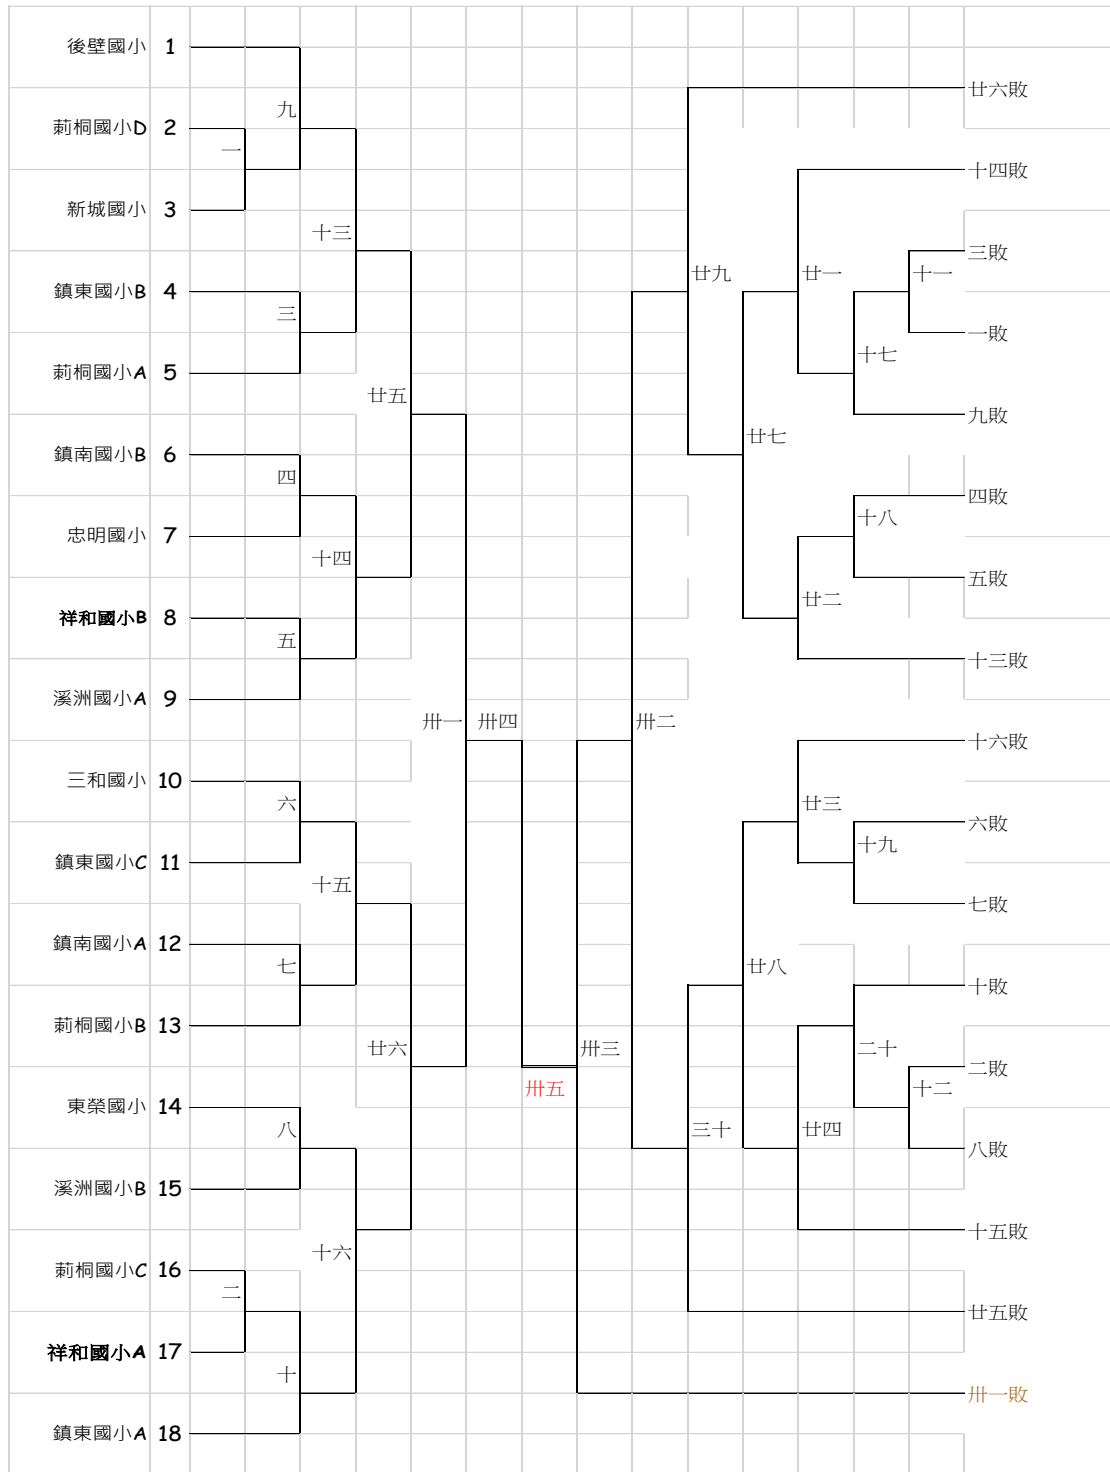 後壁國小 1
廿六敗
九
莿桐國小D 2
一
十四敗
新城國小 3
十三
三敗
廿九
廿一
十一
鎮東國小B 4
三
一敗
十七
莿桐國小A 5
廿五
九敗
廿七
鎮南國小B 6
四
四敗
十八
忠明國小 7
十四
五敗
廿二
祥和國小B 8
五
十三敗
溪洲國小A 9
卅一
卅四
卅二
十六敗
三和國小 10
六
廿三
六敗
十九
鎮東國小C 11
十五
七敗
鎮南國小A 12
七
廿八
十敗
莿桐國小B 13
廿六
卅三
二十
二敗
卅五
十二
東榮國小 14
八
三十
廿四
八敗
溪洲國小B 15
十五敗
十六
莿桐國小C 16
二
廿五敗
祥和國小A 17
十
卅一敗
鎮東國小A 18